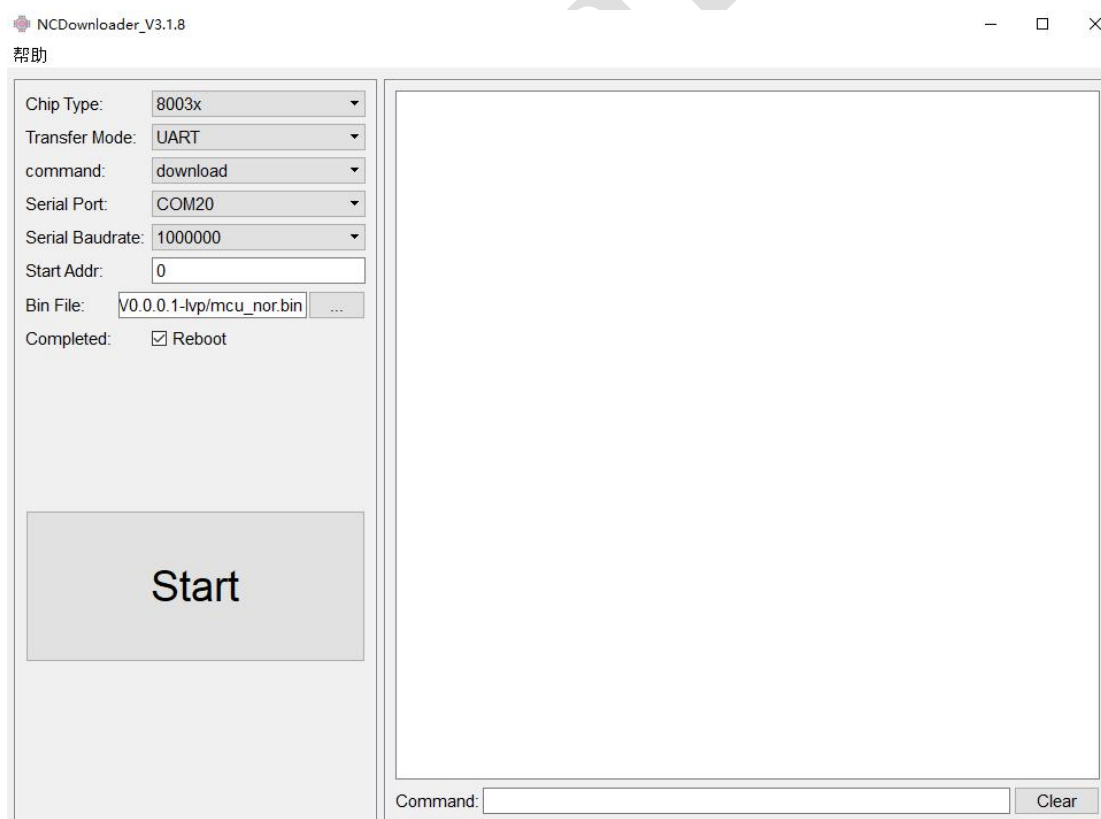 NCDownloader_V3.1.8
帮助
Chip Type: 8003x
Transfer Mode: UART
command: download
Serial Port: COM20
Serial Baudrate: 1000000
Start Addr: 0
Bin File: V0.0.0.1-lvp/mcu_nor.bin ...
Completed: Reboot
Start
Command: Clear